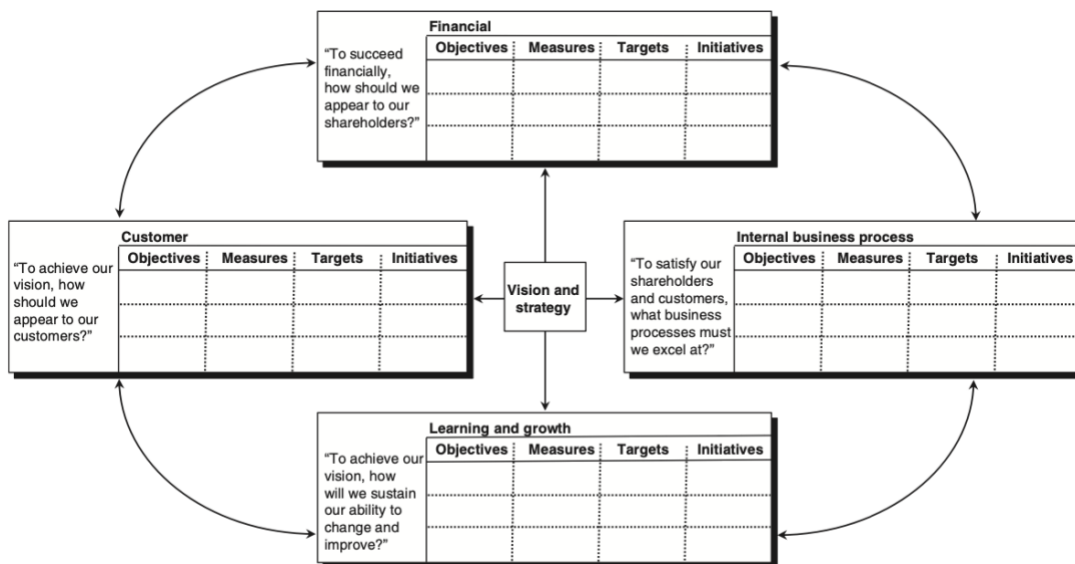 Financial
Objectives Measures Targets Initiatives
“To succeed
financially,
how should we
appear to our
shareholders?”
Customer
Objectives Measures Targets Initiatives
“To achieve our
vision, how
should we
appear to our
customers?”
Vision and
strategy
Internal business process
Objectives Measures Targets Initiatives
“To satisfy our
shareholders
and customers,
what business
processes must
we excel at?”
Learning and growth
Objectives Measures Targets Initiatives
“To achieve our
vision, how
will we sustain
our ability to
change and
improve?”